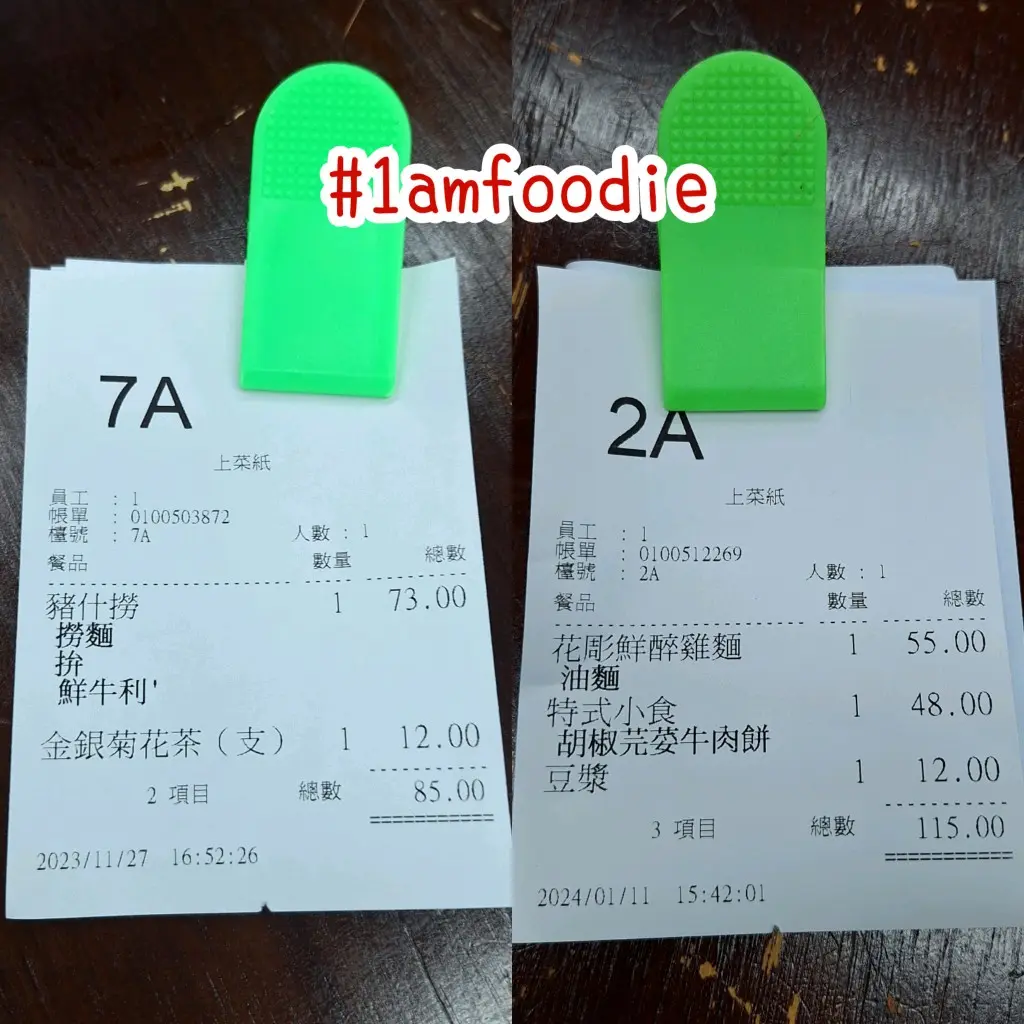 #1amfoodie
7A
上菜紙
員工 : 1
帳單 : 0100503872
檯號 : 7A 人數 : 1
餐品 數量 總數
豬什撈 1 73.00
撈麵
拚
鮮牛利'
金銀菊花茶（支） 1 12.00
2 項目 總數 85.00
2023/11/27 16:52:26
2A
上菜紙
員工 : 1
帳單 : 0100512269
檯號 : 2A 人數 : 1
餐品 數量 總數
花彫鮮醉雞麵 1 55.00
油麵
特式小食 1 48.00
胡椒芫荽牛肉餅
豆漿 1 12.00
3 項目 總數 115.00
2024/01/11 15:42:01